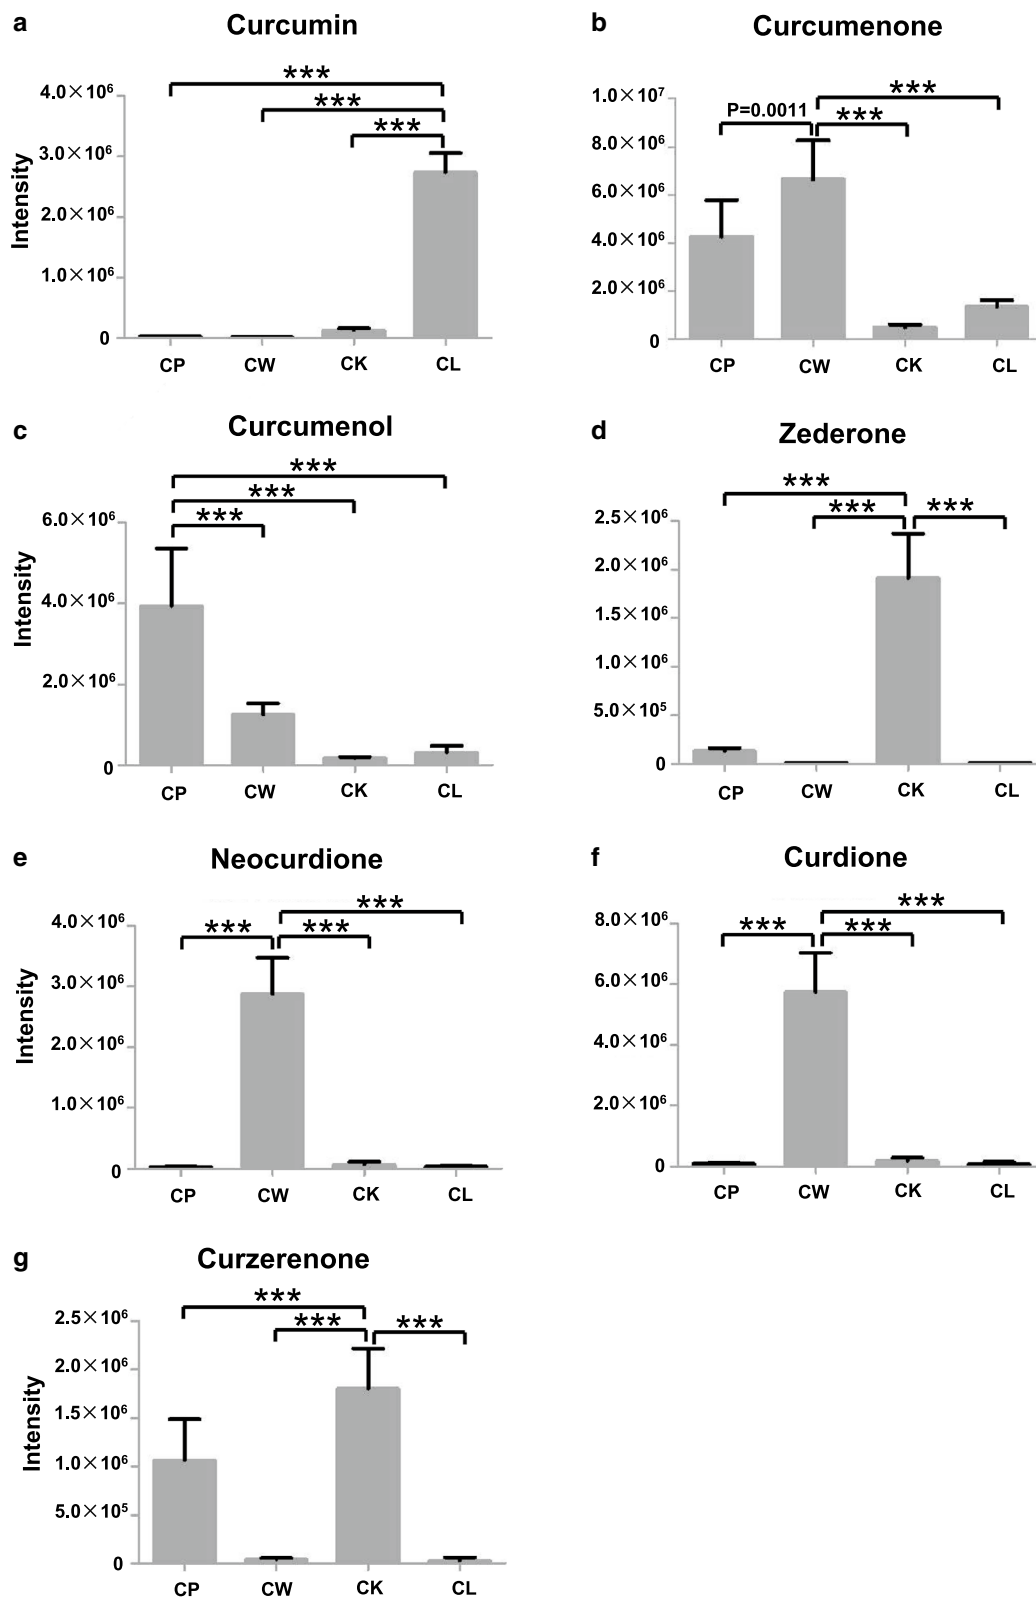 a Curcumin
4.0×10⁶
3.0×10⁶
2.0×10⁶
1.0×10⁶
0
Intensity
***
***
***
CP CW CK CL
b Curcumenone
1.0×10⁷
8.0×10⁶
6.0×10⁶
4.0×10⁶
2.0×10⁶
0
P=0.0011
***
***
CP CW CK CL
c Curcumenol
6.0×10⁶
4.0×10⁶
2.0×10⁶
0
Intensity
***
***
***
CP CW CK CL
d Zederone
2.5×10⁶
2.0×10⁶
1.5×10⁶
1.0×10⁶
5.0×10⁵
0
***
*** ***
CP CW CK CL
e Neocurdione
4.0×10⁶
3.0×10⁶
2.0×10⁶
1.0×10⁶
0
Intensity
***
*** ***
CP CW CK CL
f Curdione
8.0×10⁶
6.0×10⁶
4.0×10⁶
2.0×10⁶
0
***
*** ***
CP CW CK CL
g Curzerenone
2.5×10⁶
2.0×10⁶
1.5×10⁶
1.0×10⁶
5.0×10⁵
0
Intensity
***
*** ***
CP CW CK CL